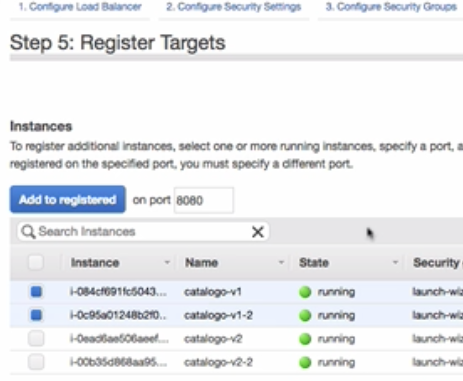 1. Configure Load Balancer 2. Configure Security Settings 3. Configure Security Groups
Step 5: Register Targets
Instances
To register additional instances, select one or more running instances, specify a port, a
registered on the specified port, you must specify a different port.
Add to registered on port 8080
Search Instances
Instance Name State Security
i-084cf691fc5043... catalogo-v1 running launch-wiz
i-0c95a01248b2f0.. catalogo-v1-2 running launch-wiz
i-0ead6ae506aeef... catalogo-v2 running launch-wiz
i-00b35d868aa95... catalogo-v2-2 running launch-wiz